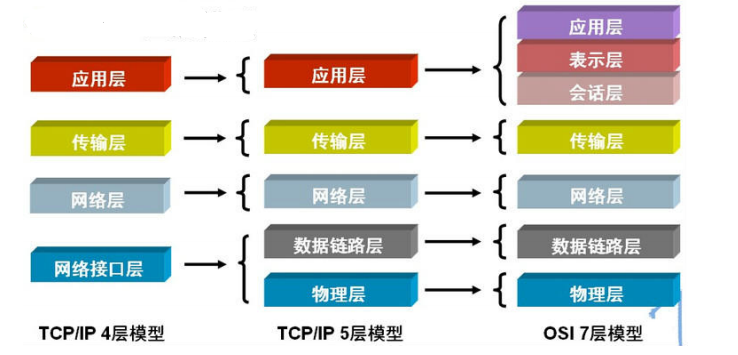 应用层
传输层
网络层
网络接口层
TCP/IP 4层模型
应用层
传输层
网络层
数据链路层
物理层
TCP/IP 5层模型
应用层
表示层
会话层
传输层
网络层
数据链路层
物理层
OSI 7层模型